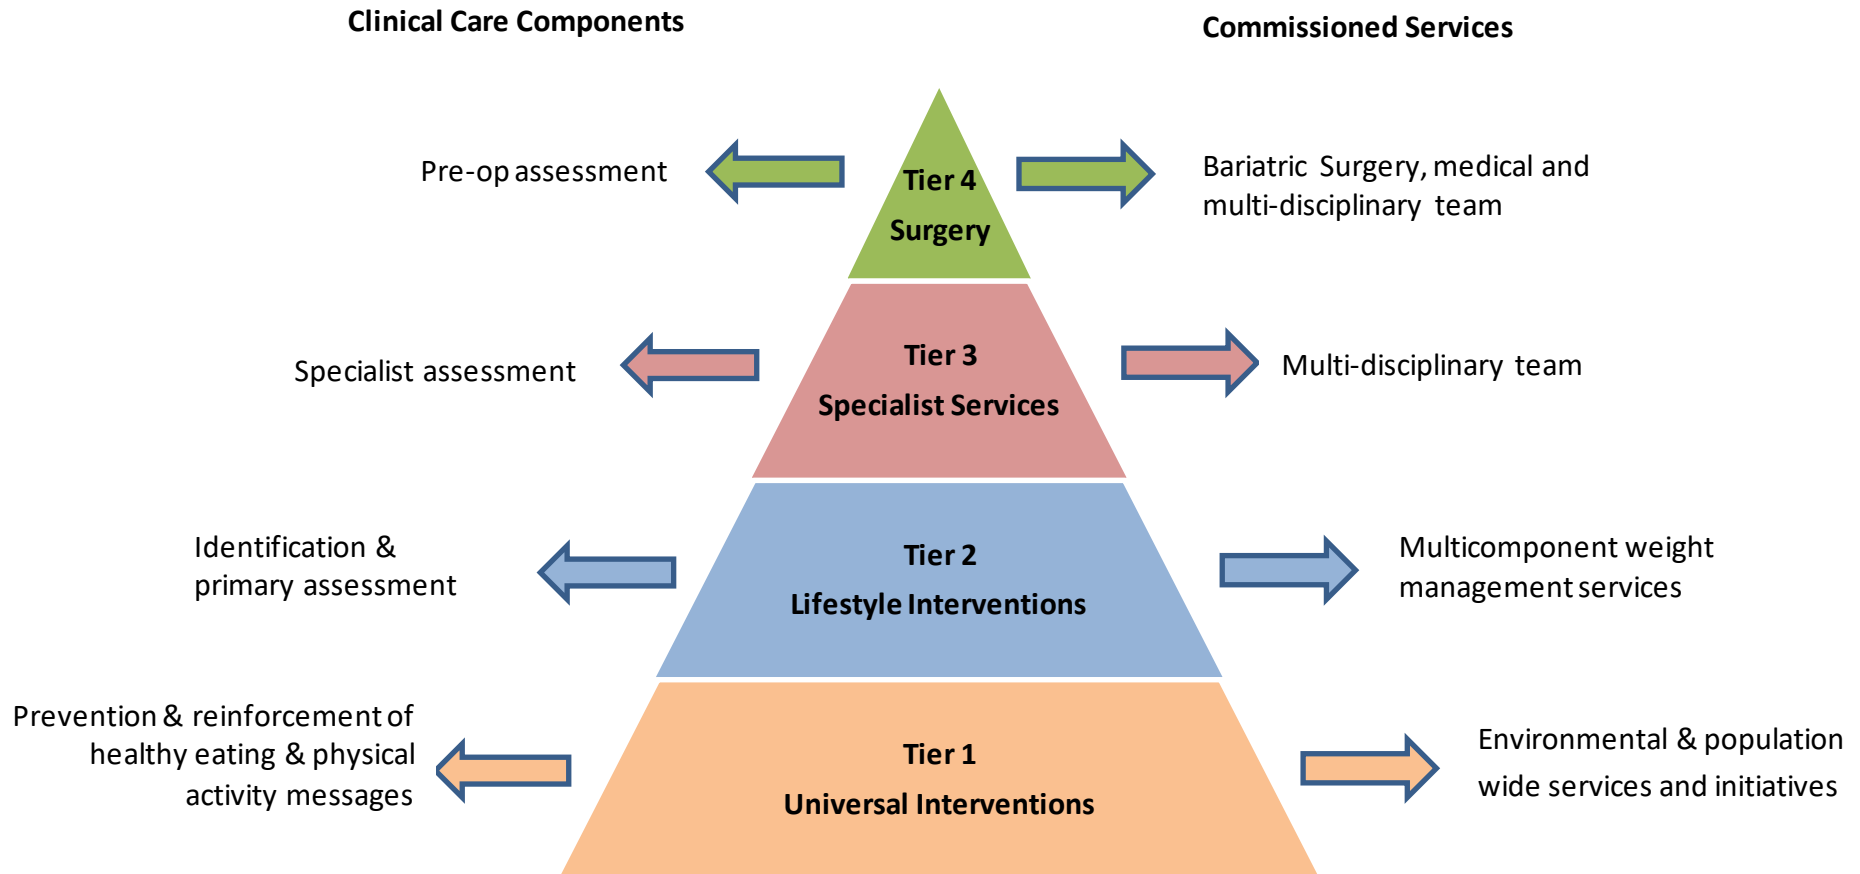 Clinical Care Components
Commissioned Services
Pre-op assessment
Tier 4
Surgery
Bariatric Surgery, medical and
multi-disciplinary team
Specialist assessment
Tier 3
Specialist Services
Multi-disciplinary team
Identification &
primary assessment
Tier 2
Lifestyle Interventions
Multicomponent weight
management services
Prevention & reinforcement of
healthy eating & physical
activity messages
Tier 1
Universal Interventions
Environmental & population
wide services and initiatives